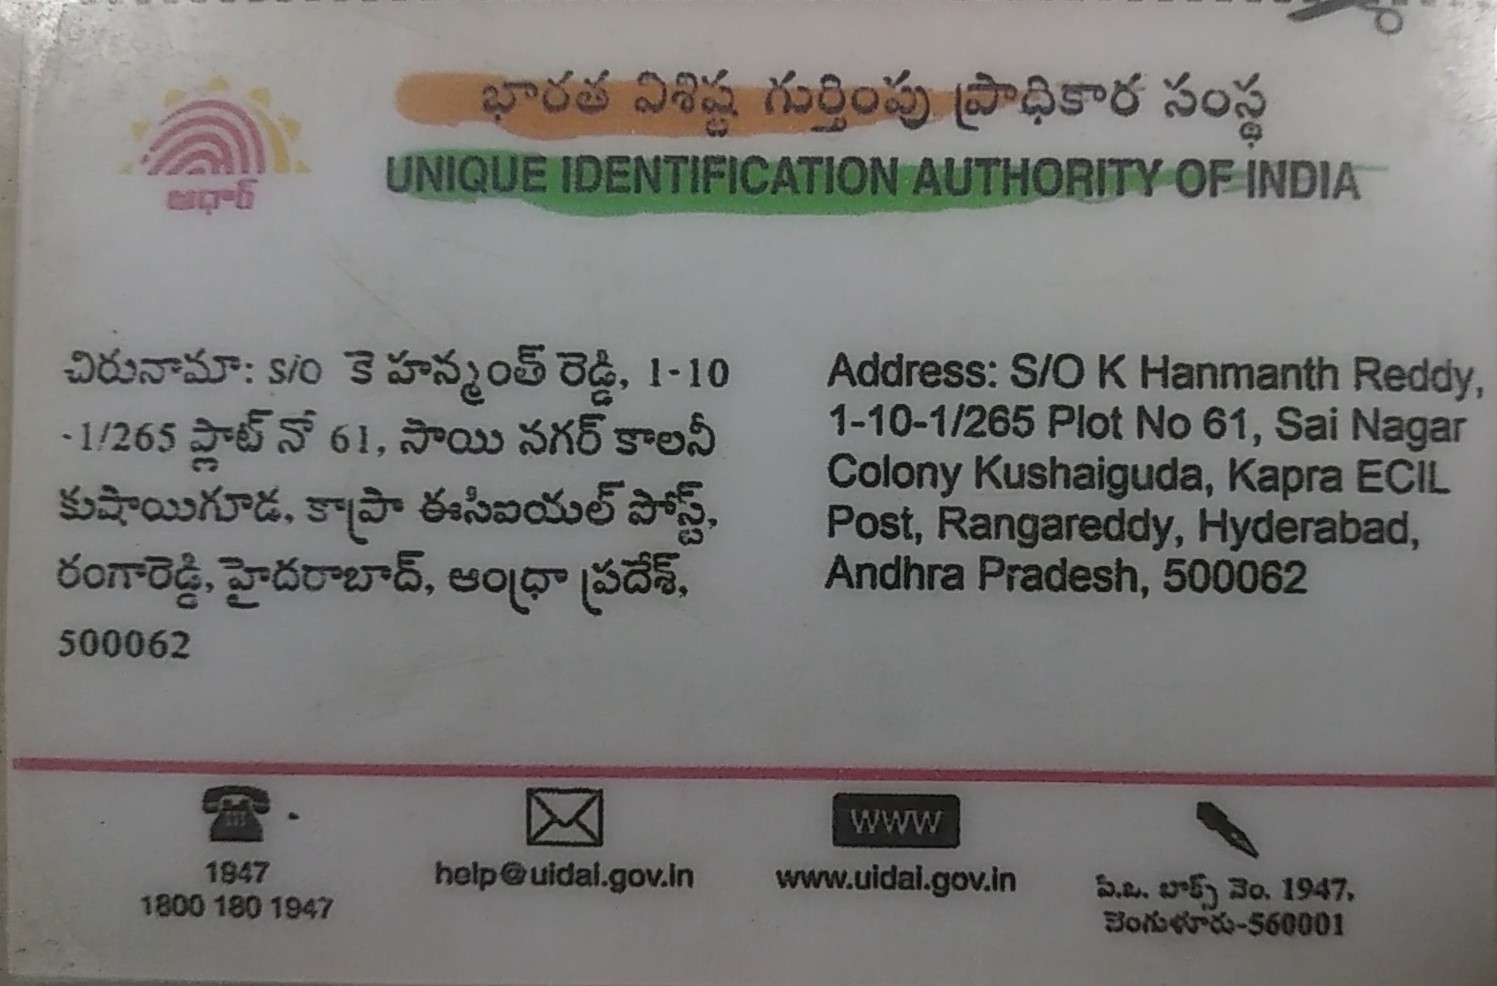 భారత విశిష్ట గుర్తింపు ప్రాధికార సంస్థ
UNIQUE IDENTIFICATION AUTHORITY OF INDIA
ఆధార్
చిరునామా: S/O కె హన్మంత్ రెడ్డి, 1-10
-1/265 ప్లాట్ నో 61, సాయి నగర్ కాలనీ
కుషాయిగూడ, కాప్రా ఈసిఐయల్ పోస్ట్,
రంగారెడ్డి, హైదరాబాద్, ఆంధ్రా ప్రదేశ్,
500062
Address: S/O K Hanmanth Reddy,
1-10-1/265 Plot No 61, Sai Nagar
Colony Kushaiguda, Kapra ECIL
Post, Rangareddy, Hyderabad,
Andhra Pradesh, 500062
1947
1800 180 1947
help@uidai.gov.in
WWW
www.uidai.gov.in
పి.ఒ. బాక్స్ నెం. 1947,
బెంగుళూరు-560001